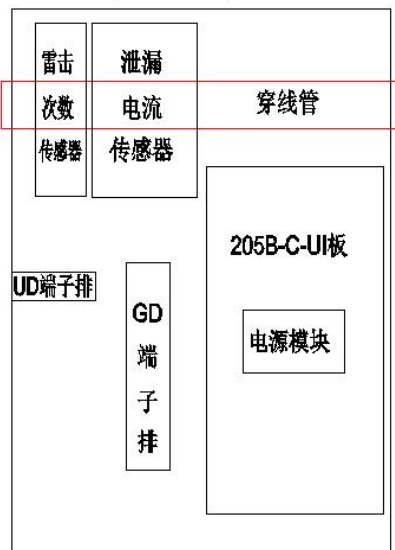 雷击
次数
传感器
泄漏
电流
传感器
穿线管
205B-C-UI板
电源模块
UD端子排
GD
端
子
排